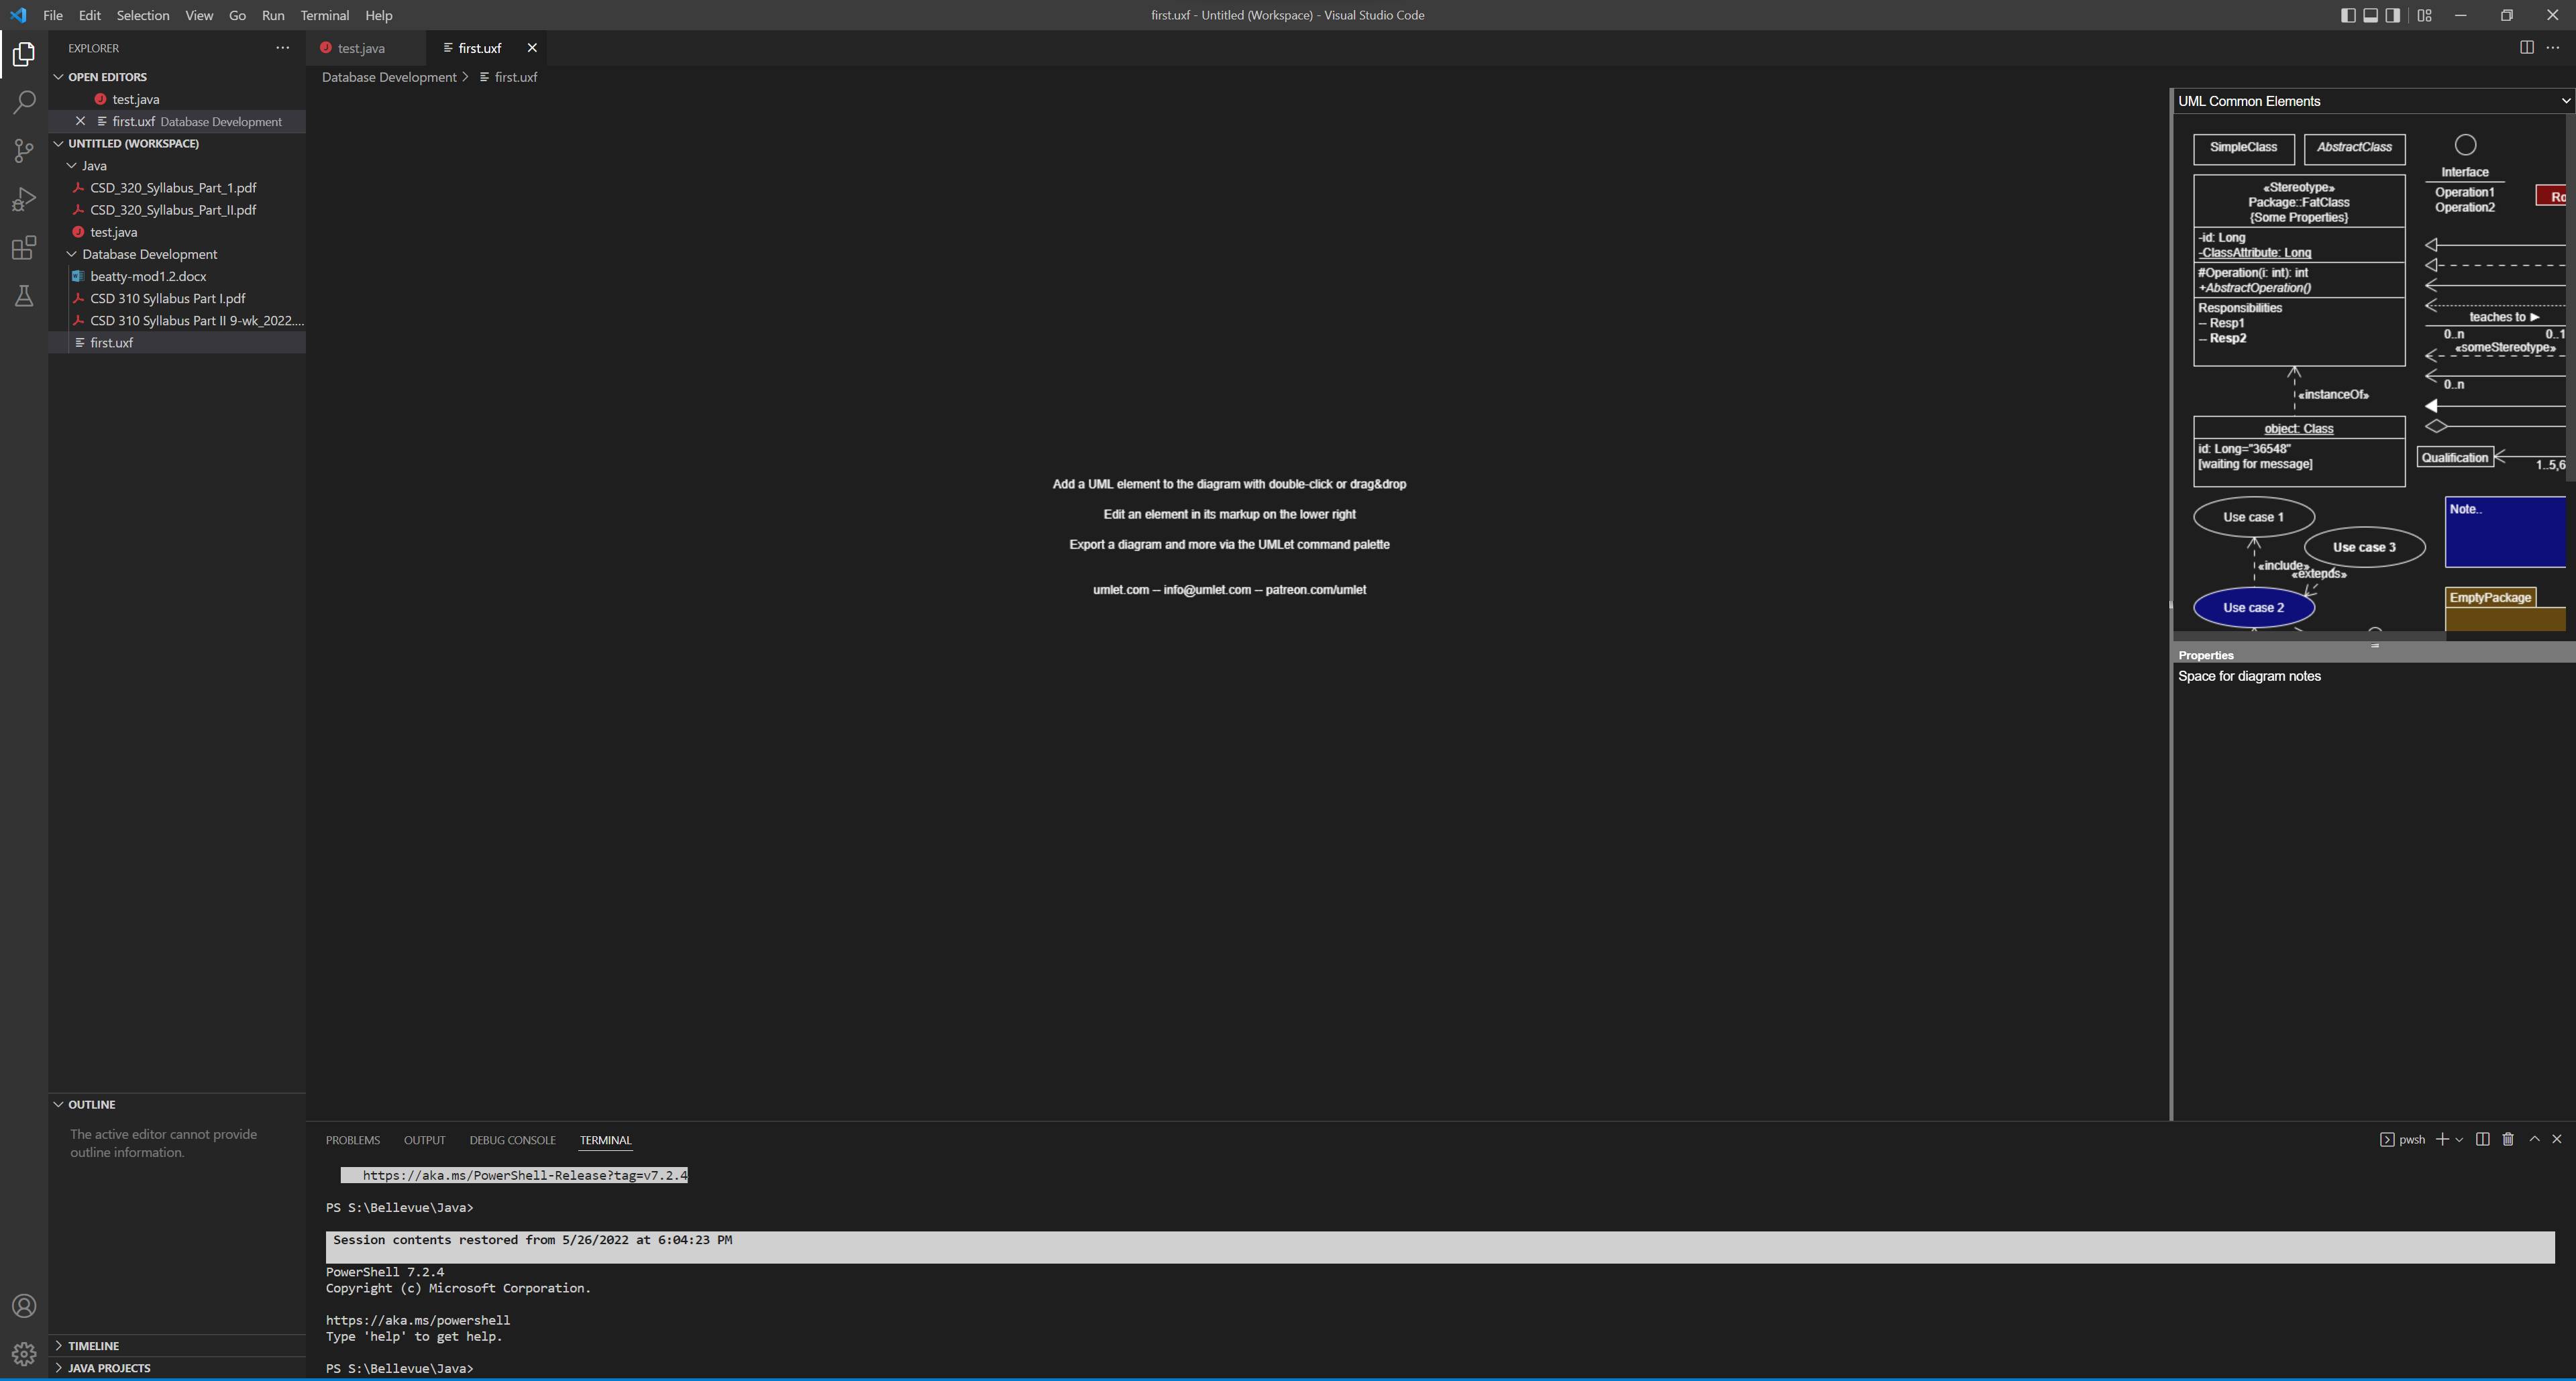 File Edit Selection View Go Run Terminal Help
first.uxf - Untitled (Workspace) - Visual Studio Code
EXPLORER
OPEN EDITORS
test.java
first.uxf Database Development
UNTITLED (WORKSPACE)
Java
CSD_320_Syllabus_Part_1.pdf
CSD_320_Syllabus_Part_II.pdf
test.java
Database Development
beatty-mod1.2.docx
CSD 310 Syllabus Part I.pdf
CSD 310 Syllabus Part II 9-wk_2022....
first.uxf
OUTLINE
The active editor cannot provide
outline information.
TIMELINE
JAVA PROJECTS
test.java
first.uxf
Database Development > first.uxf
Add a UML element to the diagram with double-click or drag&drop
Edit an element in its markup on the lower right
Export a diagram and more via the UMLet command palette
umlet.com -- info@umlet.com -- patreon.com/umlet
UML Common Elements
SimpleClass
AbstractClass
«Stereotype»
Package::FatClass
{Some Properties}
-id: Long
-ClassAttribute: Long
#Operation(i: int): int
+AbstractOperation()
Responsibilities
-- Resp1
-- Resp2
«instanceOf»
object: Class
id: Long="36548"
[waiting for message]
Interface
Operation1
Operation2
Ro
teaches to ►
0..n 0..1
«someStereotype»
0..n
Qualification
1..5,6
Use case 1
Use case 3
«include»
«extends»
Use case 2
Note..
EmptyPackage
Properties
Space for diagram notes
PROBLEMS OUTPUT DEBUG CONSOLE TERMINAL
pwsh
https://aka.ms/PowerShell-Release?tag=v7.2.4
PS S:\Bellevue\Java>
Session contents restored from 5/26/2022 at 6:04:23 PM
PowerShell 7.2.4
Copyright (c) Microsoft Corporation.
https://aka.ms/powershell
Type 'help' to get help.
PS S:\Bellevue\Java>